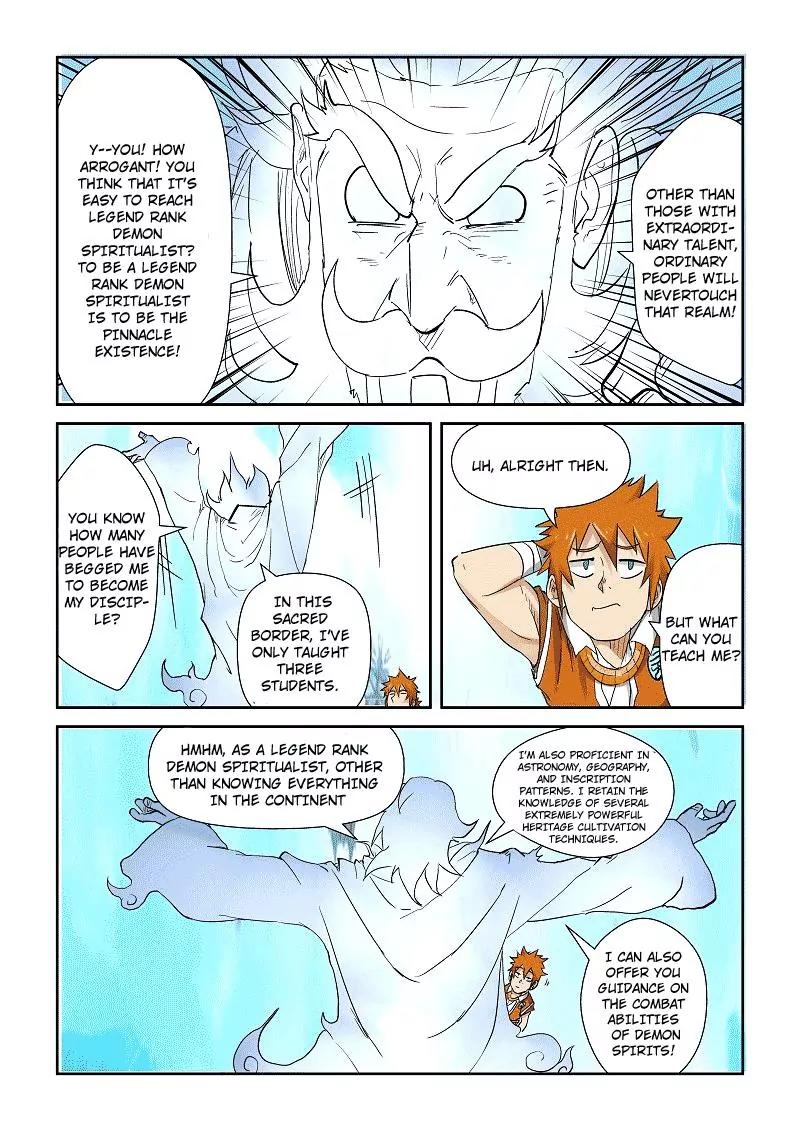 Y--YOU! HOW
ARROGANT! YOU
THINK THAT IT'S
EASY TO REACH
LEGEND RANK
DEMON
SPIRITUALIST?
TO BE A LEGEND
RANK DEMON
SPIRITUALIST
IS TO BE THE
PINNACLE
EXISTENCE!
OTHER THAN
THOSE WITH
EXTRAORDI-
NARY TALENT,
ORDINARY
PEOPLE WILL
NEVERTOUCH
THAT REALM!
YOU KNOW
HOW MANY
PEOPLE HAVE
BEGGED ME
TO BECOME
MY DISCIP-
LE?
IN THIS
SACRED
BORDER, I'VE
ONLY TAUGHT
THREE
STUDENTS.
UH, ALRIGHT THEN.
BUT WHAT
CAN YOU
TEACH ME?
HMHM, AS A LEGEND RANK
DEMON SPIRITUALIST, OTHER
THAN KNOWING EVERYTHING
IN THE CONTINENT
I'M ALSO PROFICIENT IN
ASTRONOMY, GEOGRAPHY,
AND INSCRIPTION
PATTERNS. I RETAIN THE
KNOWLEDGE OF SEVERAL
EXTREMELY POWERFUL
HERITAGE CULTIVATION
TECHNIQUES.
I CAN ALSO
OFFER YOU
GUIDANCE ON
THE COMBAT
ABILITIES
OF DEMON
SPIRITS!